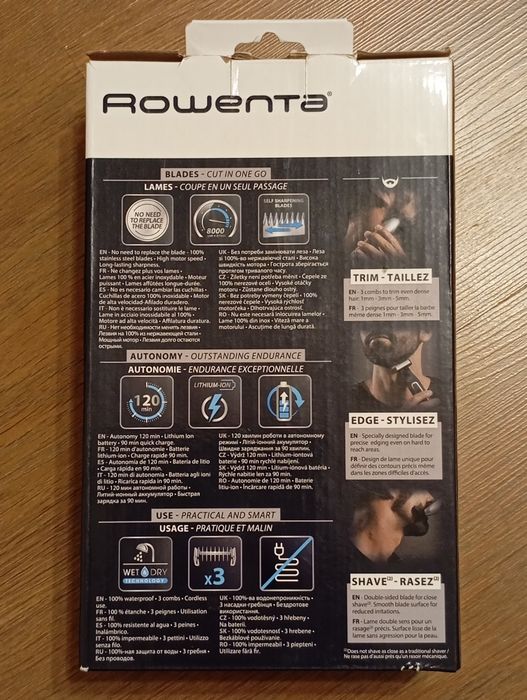 Rowenta®
BLADES - CUT IN ONE GO
LAMES - COUPE EN UN SEUL PASSAGE
NO NEED
TO REPLACE
THE BLADE
8000
SELF SHARPENING
BLADES
EN - No need to replace the blade - 100%
stainless steel blades • High motor speed •
Long-lasting sharpness.
FR - Ne changez plus vos lames •
Lames 100 % en acier inoxydable • Moteur
puissant • Lames affûtées longue-durée.
ES - No es necesario cambiar las cuchillas •
Cuchillas de acero 100% inoxidable • Motor
de alta velocidad • Afilado duradero.
IT - Non è necessario sostituire le lame •
Lame in acciaio inossidabile al 100% •
Motore ad alta velocità • Affilatura duratura.
RU - Нет необходимости менять лезвия •
Лезвия на 100% из нержавеющей стали •
Мощный мотор • Лезвия долго остаются
острыми.
UK - Без потреби замінювати леза • Леза
зі 100%-во нержавіючої сталі • Висока
швидкість мотора • Гострота зберігається
протягом тривалого часу.
CZ - Žiletky není potřeba měnit • Čepele ze
100% nerezové oceli • Vysoké otáčky
motoru • Zůstane dlouho ostrý.
SK - Bez potreby výmeny čepelí • 100%
nerezové čepele • Vysoká rýchlosť
motorčeka • Dlhotrvajúca ostrosť.
RO - Nu este necesară înlocuirea lamelor •
Lame 100% din inox • Viteză mare a
motorului • Ascuțime de lungă durată.
TRIM - TAILLEZ
EN - 3 combs to trim even dense
hair: 1mm - 3mm - 5mm.
FR - 3 peignes pour tailler la barbe
même dense 1mm - 3mm - 5mm.
AUTONOMY - OUTSTANDING ENDURANCE
AUTONOMIE - ENDURANCE EXCEPTIONNELLE
120
min
LITHIUM-ION
EN - Autonomy 120 min • Lithium Ion
battery • 90 min quick charge.
FR - 120 min d'autonomie • Batterie
lithium-ion • Charge rapide 90 min.
ES - Autonomía de 120 min • Batería de litio
• Carga rápida en 90 min.
IT - 120 min di autonomia • Batteria agli ioni
di litio • Ricarica rapida in 90 min.
RU - 120 мин автономной работы •
Литий-ионный аккумулятор • Быстрая
зарядка за 90 мин.
UK - 120 хвилин роботи в автономному
режимі • Літій-іонний акумулятор •
Швидке заряджання за 90 хвилин.
CZ - Výdrž 120 min • Lithium-iontová
baterie • 90 min rychlé nabíjení.
SK - Výdrž 120 min • Lítium-iónová batéria •
Rýchle nabitie len za 90 min.
RO - Autonomie de 120 min • Baterie
litiu-ion • Încărcare rapidă de 90 min.
EDGE - STYLISEZ
EN - Specially designed blade for
precise edging even on hard to
reach areas.
FR - Design de lame unique pour
définir des contours précis même
dans les zones difficiles d'accès.
USE - PRACTICAL AND SMART
USAGE - PRATIQUE ET MALIN
WET & DRY
TECHNOLOGY
x3
EN - 100% waterproof • 3 combs • Cordless
use.
FR - 100 % étanche • 3 peignes • Utilisation
sans fil.
ES - 100% resistente al agua • 3 peines •
Inalámbrico.
IT - 100% impermeabile • 3 pettini • Utilizzo
senza filo.
RU - 100%-ная защита от воды • 3 гребня •
Без проводов.
UK - 100%-ва водонепроникність •
3 насадки-гребінця • Бездротове
використання.
CZ - 100% vodotěsný • 3 hřebeny •
Na baterii.
SK - 100% vodotesné • 3 hrebene •
Bezkáblové používanie.
RO - 100% impermeabil • 3 piepteni •
Utilizare fără fir.
SHAVE(2) - RASEZ(2)
EN - Double-sided blade for close
shave(2). Smooth blade surface for
reduced irritations.
FR - Lame double sens pour un
rasage(2) précis. Surface lisse de la
lame sans agression pour la peau.
(2)Does not shave as close as a traditional shaver /
Ne rase pas d'aussi près qu'un rasoir mécanique.